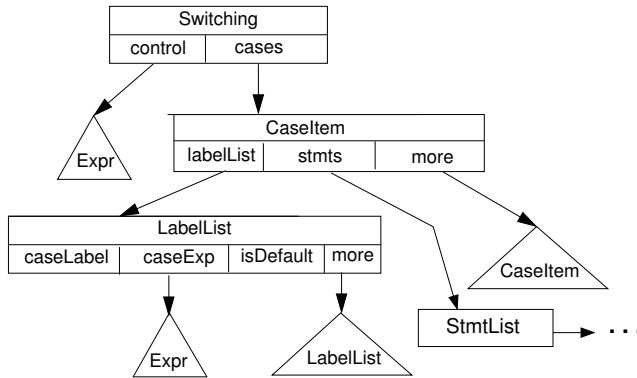 Switching
control cases
CaseItem
Expr
labelList stmts more
LabelList
caseLabel caseExp isDefault more
CaseItem
StmtList ...
Expr
LabelList